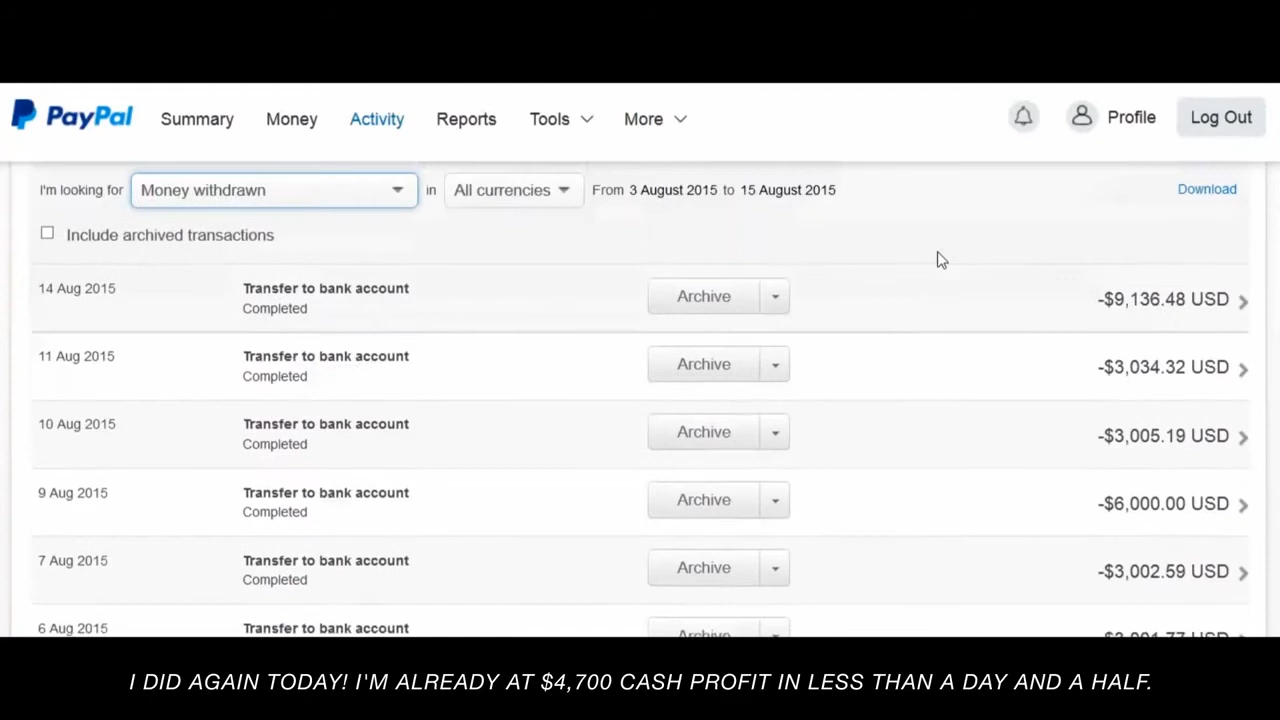 PayPal Summary Money Activity Reports Tools More Profile Log Out
I'm looking for Money withdrawn in All currencies From 3 August 2015 to 15 August 2015 Download
Include archived transactions
14 Aug 2015 Transfer to bank account Archive -$9,136.48 USD
Completed
11 Aug 2015 Transfer to bank account Archive -$3,034.32 USD
Completed
10 Aug 2015 Transfer to bank account Archive -$3,005.19 USD
Completed
9 Aug 2015 Transfer to bank account Archive -$6,000.00 USD
Completed
7 Aug 2015 Transfer to bank account Archive -$3,002.59 USD
Completed
6 Aug 2015 Transfer to bank account Archive
I DID AGAIN TODAY! I'M ALREADY AT $4,700 CASH PROFIT IN LESS THAN A DAY AND A HALF.